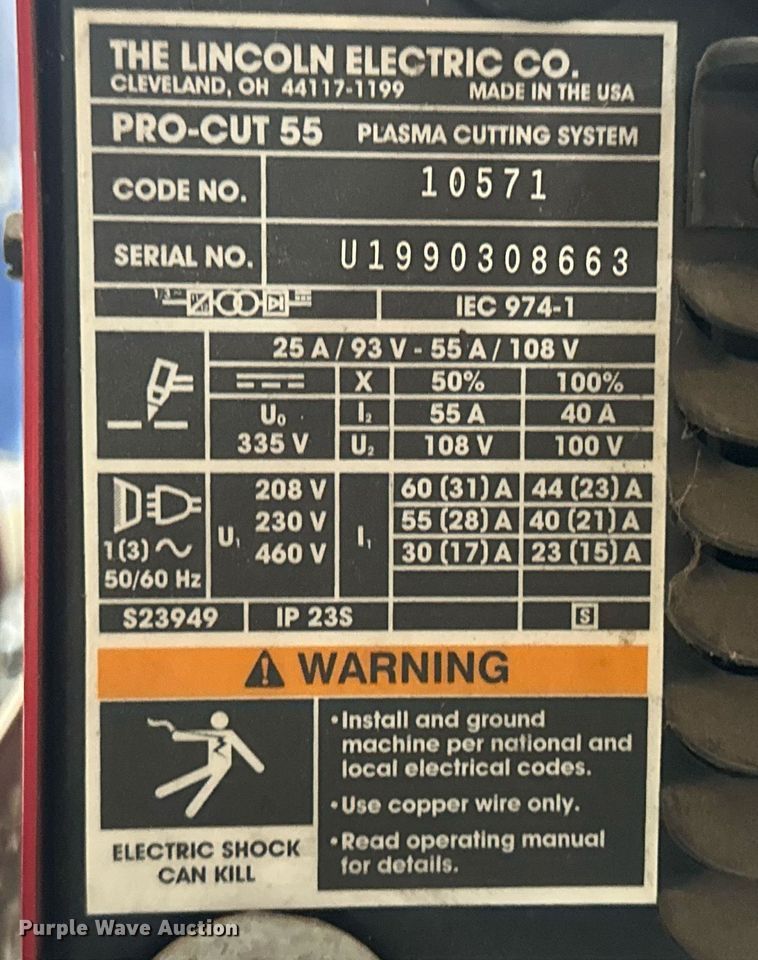 THE LINCOLN ELECTRIC CO.
CLEVELAND, OH 44117-1199 MADE IN THE USA
PRO-CUT 55 PLASMA CUTTING SYSTEM
CODE NO. 10571
SERIAL NO. U1990308663
1/3~ IEC 974-1
25 A / 93 V - 55 A / 108 V
X 50% 100%
U₀ I₂ 55 A 40 A
335 V U₂ 108 V 100 V
208 V 60 (31) A 44 (23) A
230 V 55 (28) A 40 (21) A
U₁ I₁
1(3)~ 460 V 30 (17) A 23 (15) A
50/60 Hz
S23949 IP 23S S
WARNING
•Install and ground
machine per national and
local electrical codes.
•Use copper wire only.
•Read operating manual
for details.
ELECTRIC SHOCK
CAN KILL
Purple Wave Auction